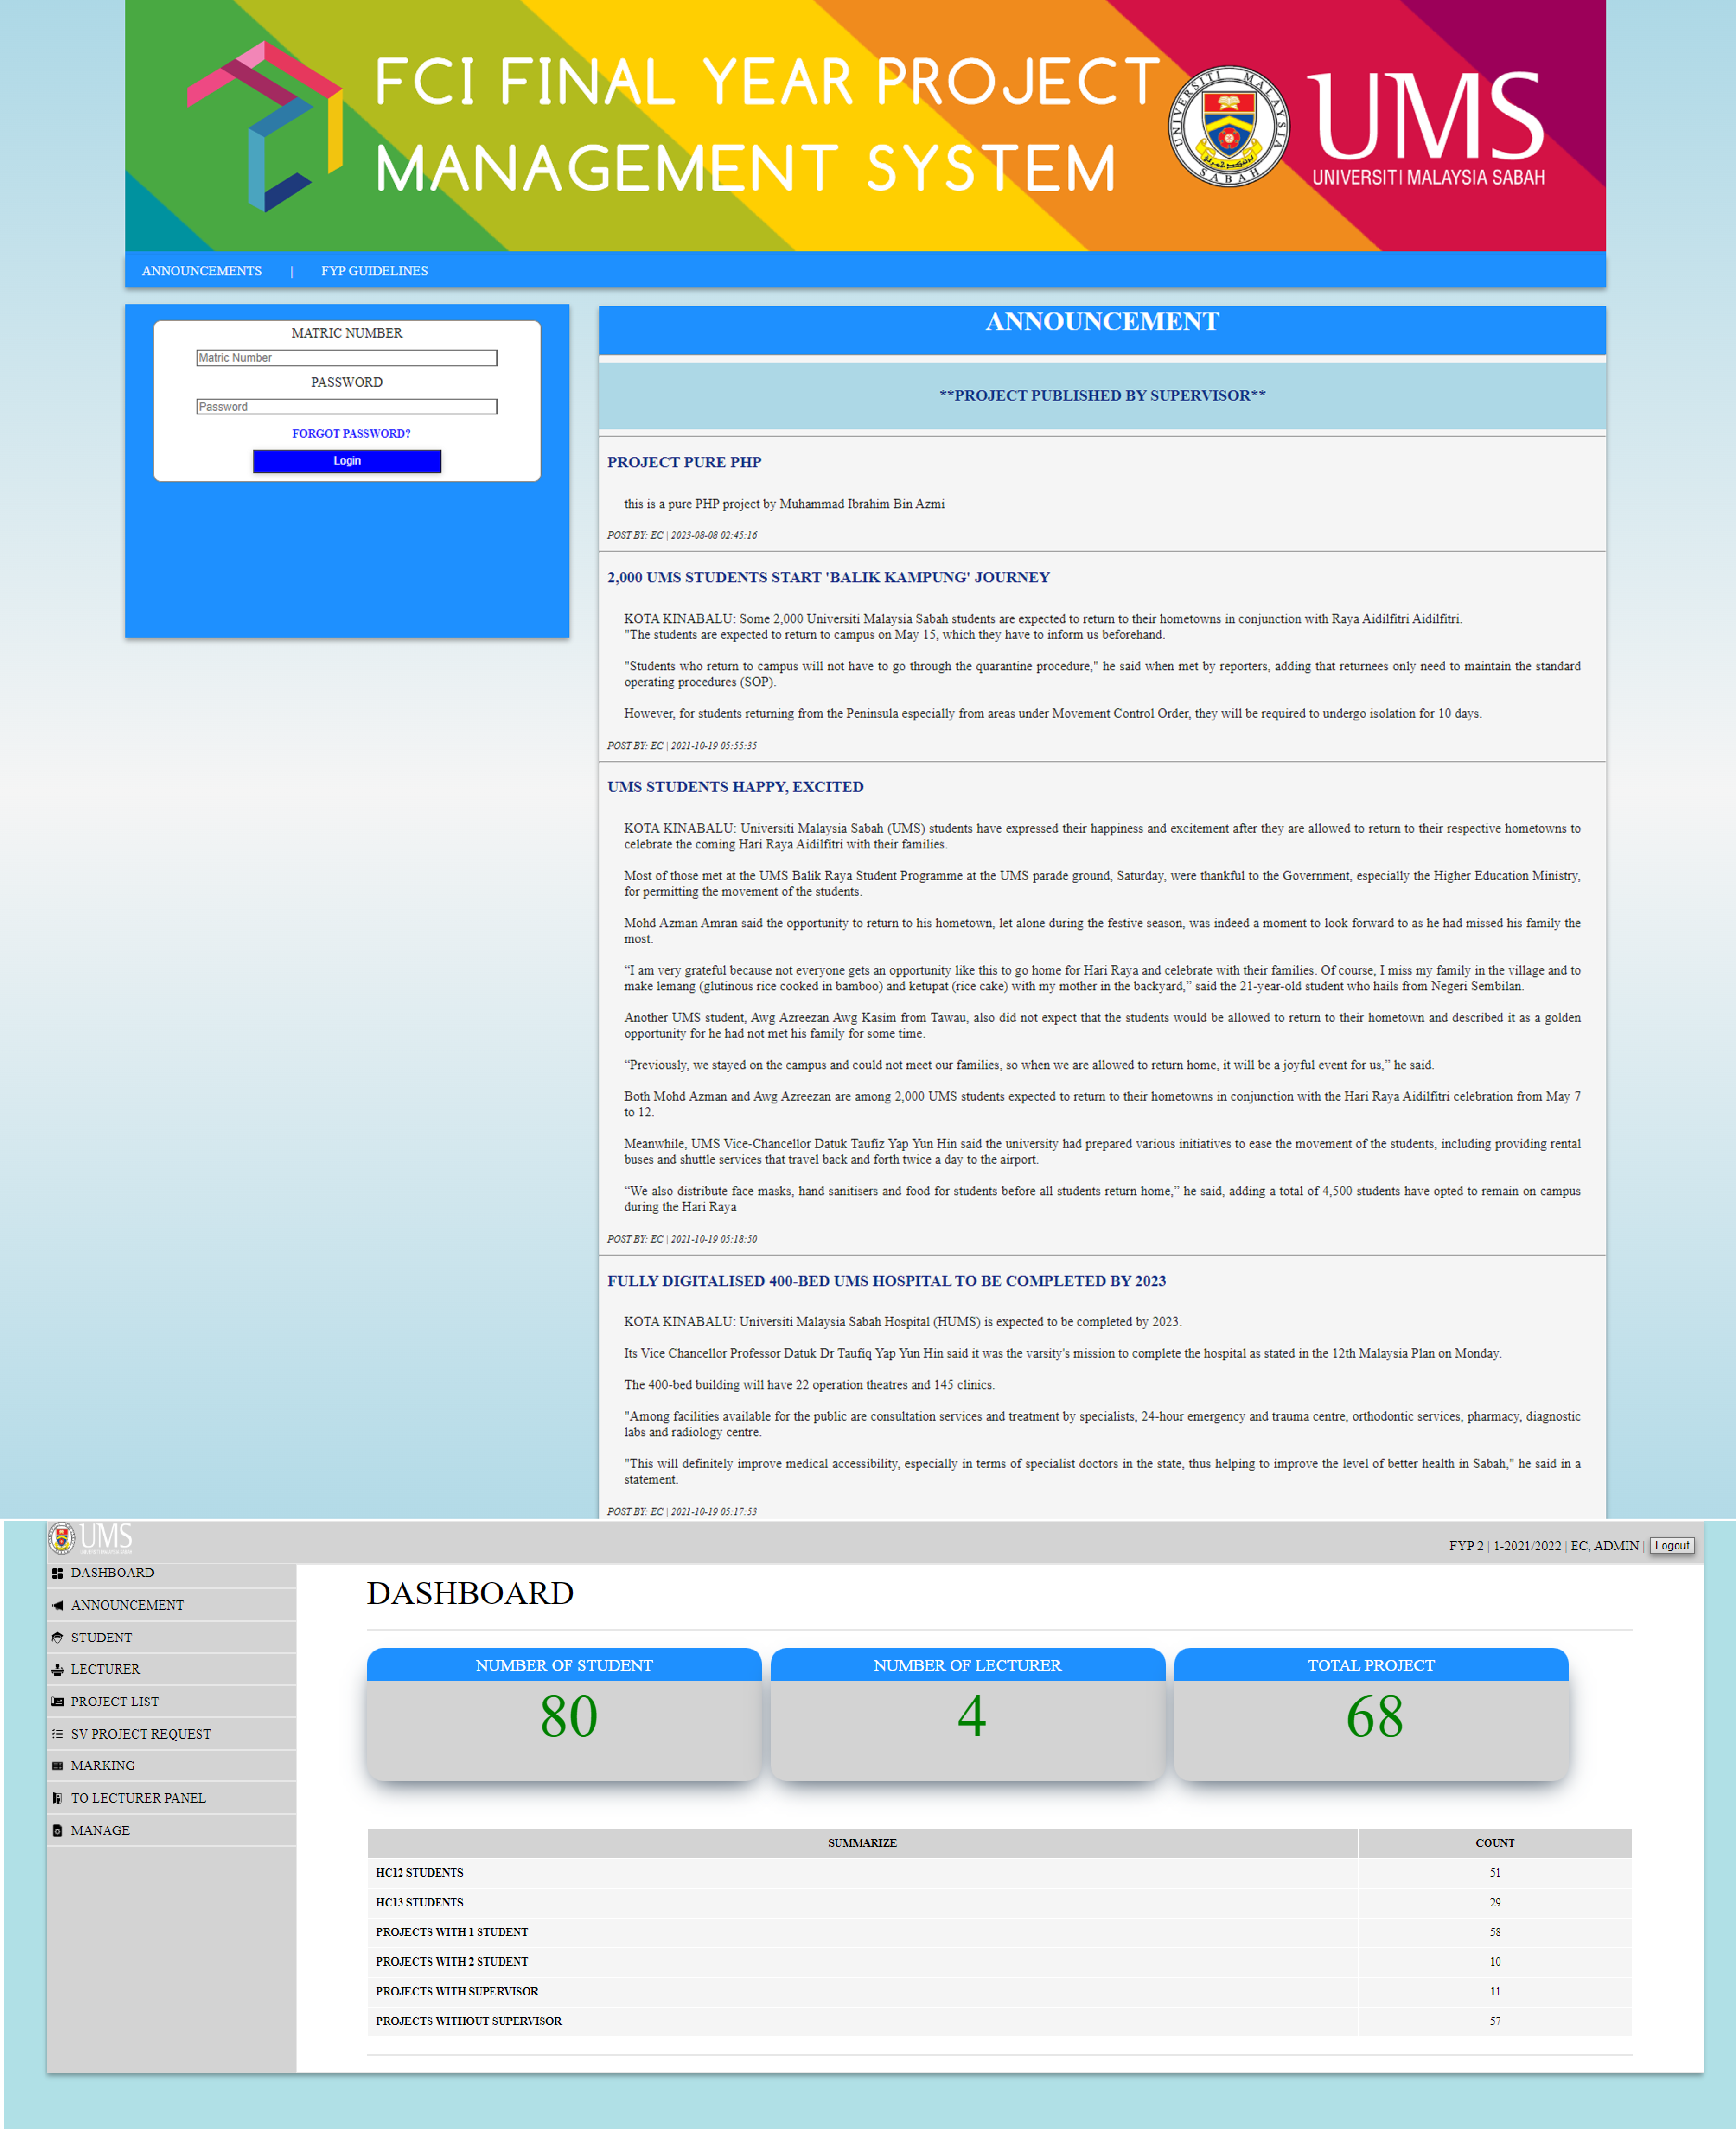 FCI FINAL YEAR PROJECT
MANAGEMENT SYSTEM
UNIVERSITI MALAYSIA
SABAH
UMS
UNIVERSITI MALAYSIA SABAH
ANNOUNCEMENTS | FYP GUIDELINES
MATRIC NUMBER
Matric Number
PASSWORD
Password
FORGOT PASSWORD?
Login
ANNOUNCEMENT
**PROJECT PUBLISHED BY SUPERVISOR**
PROJECT PURE PHP
this is a pure PHP project by Muhammad Ibrahim Bin Azmi
POST BY: EC | 2023-08-08 02:45:16
2,000 UMS STUDENTS START 'BALIK KAMPUNG' JOURNEY
KOTA KINABALU: Some 2,000 Universiti Malaysia Sabah students are expected to return to their hometowns in conjunction with Raya Aidilfitri Aidilfitri.
"The students are expected to return to campus on May 15, which they have to inform us beforehand.
"Students who return to campus will not have to go through the quarantine procedure," he said when met by reporters, adding that returnees only need to maintain the standard
operating procedures (SOP).
However, for students returning from the Peninsula especially from areas under Movement Control Order, they will be required to undergo isolation for 10 days.
POST BY: EC | 2021-10-19 05:55:35
UMS STUDENTS HAPPY, EXCITED
KOTA KINABALU: Universiti Malaysia Sabah (UMS) students have expressed their happiness and excitement after they are allowed to return to their respective hometowns to
celebrate the coming Hari Raya Aidilfitri with their families.
Most of those met at the UMS Balik Raya Student Programme at the UMS parade ground, Saturday, were thankful to the Government, especially the Higher Education Ministry,
for permitting the movement of the students.
Mohd Azman Amran said the opportunity to return to his hometown, let alone during the festive season, was indeed a moment to look forward to as he had missed his family the
most.
“I am very grateful because not everyone gets an opportunity like this to go home for Hari Raya and celebrate with their families. Of course, I miss my family in the village and to
make lemang (glutinous rice cooked in bamboo) and ketupat (rice cake) with my mother in the backyard,” said the 21-year-old student who hails from Negeri Sembilan.
Another UMS student, Awg Azreezan Awg Kasim from Tawau, also did not expect that the students would be allowed to return to their hometown and described it as a golden
opportunity for he had not met his family for some time.
“Previously, we stayed on the campus and could not meet our families, so when we are allowed to return home, it will be a joyful event for us,” he said.
Both Mohd Azman and Awg Azreezan are among 2,000 UMS students expected to return to their hometowns in conjunction with the Hari Raya Aidilfitri celebration from May 7
to 12.
Meanwhile, UMS Vice-Chancellor Datuk Taufiz Yap Yun Hin said the university had prepared various initiatives to ease the movement of the students, including providing rental
buses and shuttle services that travel back and forth twice a day to the airport.
“We also distribute face masks, hand sanitisers and food for students before all students return home,” he said, adding a total of 4,500 students have opted to remain on campus
during the Hari Raya
POST BY: EC | 2021-10-19 05:18:50
FULLY DIGITALISED 400-BED UMS HOSPITAL TO BE COMPLETED BY 2023
KOTA KINABALU: Universiti Malaysia Sabah Hospital (HUMS) is expected to be completed by 2023.
Its Vice Chancellor Professor Datuk Dr Taufiq Yap Yun Hin said it was the varsity's mission to complete the hospital as stated in the 12th Malaysia Plan on Monday.
The 400-bed building will have 22 operation theatres and 145 clinics.
"Among facilities available for the public are consultation services and treatment by specialists, 24-hour emergency and trauma centre, orthodontic services, pharmacy, diagnostic
labs and radiology centre.
"This will definitely improve medical accessibility, especially in terms of specialist doctors in the state, thus helping to improve the level of better health in Sabah," he said in a
statement.
POST BY: EC | 2021-10-19 05:17:53
UMS
FYP 2 | 1-2021/2022 | EC, ADMIN | Logout
DASHBOARD
ANNOUNCEMENT
STUDENT
LECTURER
PROJECT LIST
SV PROJECT REQUEST
MARKING
TO LECTURER PANEL
MANAGE
DASHBOARD
NUMBER OF STUDENT
80
NUMBER OF LECTURER
4
TOTAL PROJECT
68
SUMMARIZE COUNT
HC12 STUDENTS 51
HC13 STUDENTS 29
PROJECTS WITH 1 STUDENT 58
PROJECTS WITH 2 STUDENT 10
PROJECTS WITH SUPERVISOR 11
PROJECTS WITHOUT SUPERVISOR 57